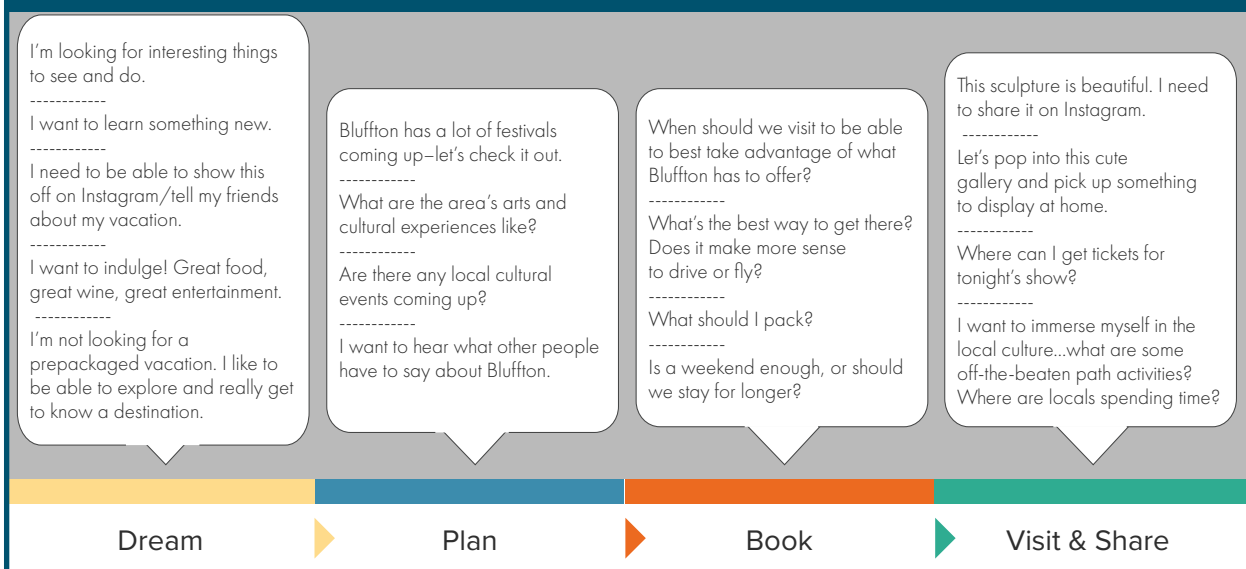 I'm looking for interesting things
to see and do.
------------
I want to learn something new.
------------
I need to be able to show this
off on Instagram/tell my friends
about my vacation.
------------
I want to indulge! Great food,
great wine, great entertainment.
------------
I'm not looking for a
prepackaged vacation. I like to
be able to explore and really get
to know a destination.
Bluffton has a lot of festivals
coming up–let's check it out.
------------
What are the area's arts and
cultural experiences like?
------------
Are there any local cultural
events coming up?
------------
I want to hear what other people
have to say about Bluffton.
When should we visit to be able
to best take advantage of what
Bluffton has to offer?
------------
What's the best way to get there?
Does it make more sense
to drive or fly?
------------
What should I pack?
------------
Is a weekend enough, or should
we stay for longer?
This sculpture is beautiful. I need
to share it on Instagram.
------------
Let's pop into this cute
gallery and pick up something
to display at home.
------------
Where can I get tickets for
tonight's show?
------------
I want to immerse myself in the
local culture...what are some
off-the-beaten path activities?
Where are locals spending time?
Dream
Plan
Book
Visit & Share